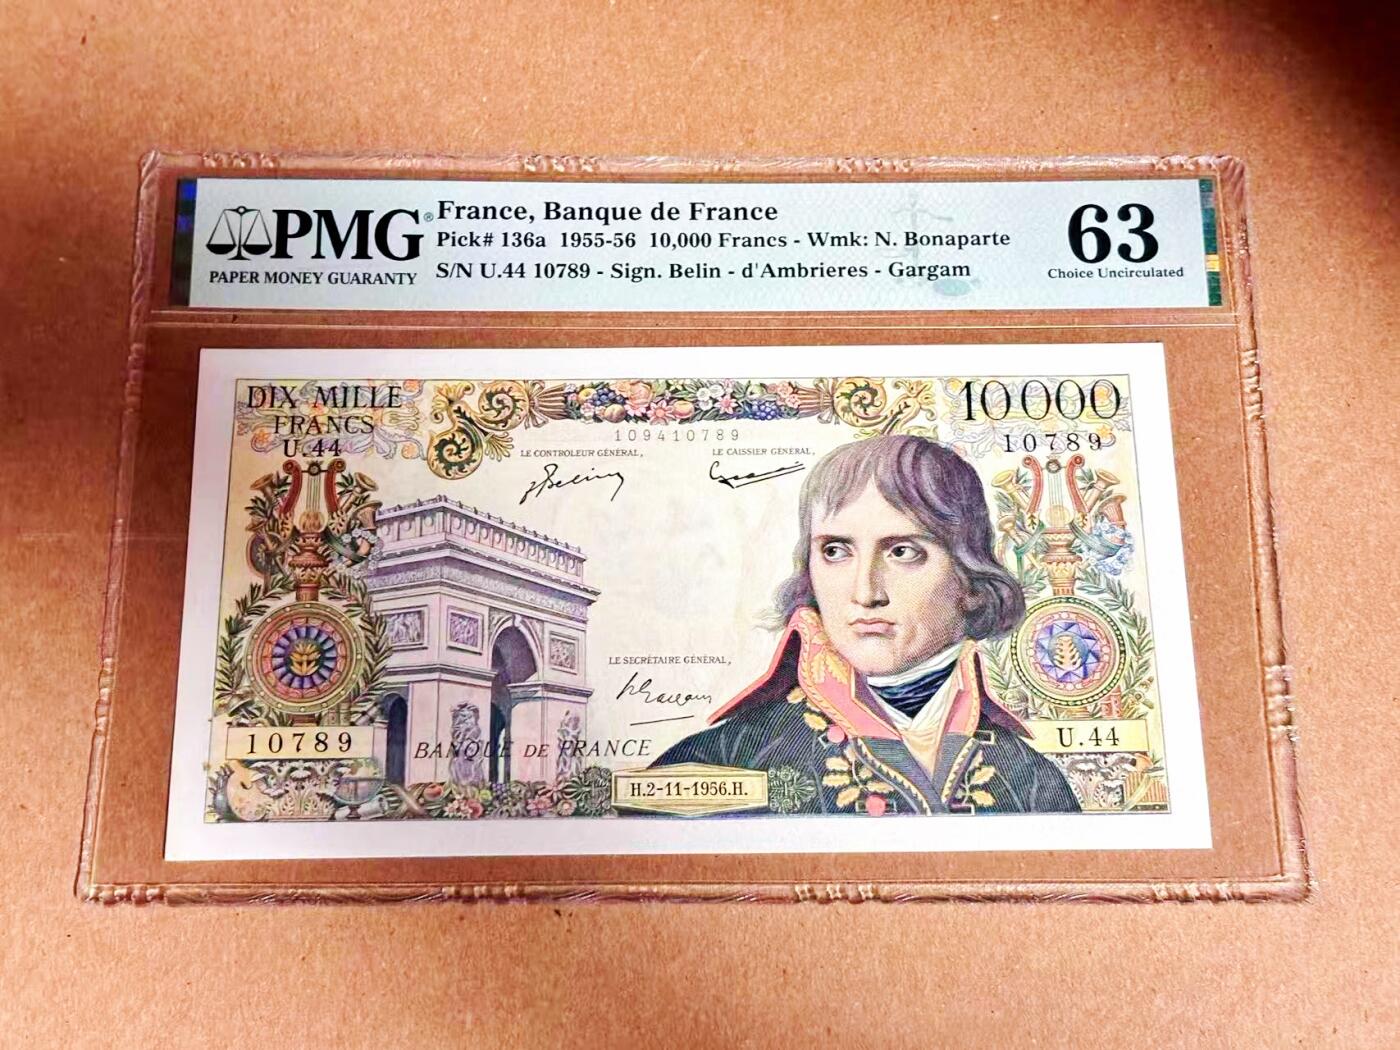 PMG®
PAPER MONEY GUARANTY
France, Banque de France
Pick# 136a 1955-56 10,000 Francs - Wmk: N. Bonaparte
S/N U.44 10789 - Sign. Belin - d'Ambrieres - Gargam
63
Choice Uncirculated
DIX MILLE
FRANCS
U.44
10000
10789
109410789
LE CONTROLEUR GÉNÉRAL,
LE CAISSIER GÉNÉRAL,
LE SECRÉTAIRE GÉNÉRAL,
10789
BANQUE DE FRANCE
U.44
H.2-11-1956.H.